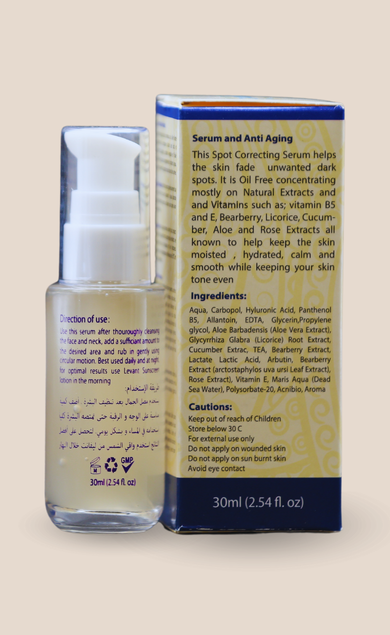 Direction of use:
Use this serum after thouroughly cleansing
the face and neck, add a suffciant amount to
the desired area and rub in gently using
circular motion. Best used daily and at night
for optomal results use Levant Sunscreen
lotion in the morning
طريقة الإستخدام:
GMP
30ml (2.54 fl. oz)
Serum and Anti Aging
This Spot Correcting Serum helps
the skin fade unwanted dark
spots. It is Oil Free concentrating
mostly on Natural Extracts and
and Vitamins such as; vitamin B5
and E, Bearberry, Licorice, Cucum-
ber, Aloe and Rose Extracts all
known to help keep the skin
moisted , hydrated, calm and
smooth while keeping your skin
tone even
Ingredients:
Aqua, Carbopol, Hyluronic Acid, Panthenol
B5, Allantoin, EDTA, Glycerin,Propylene
glycol, Aloe Barbadensis (Aloe Vera Extract),
Glycyrrhiza Glabra (Licorice) Root Extract,
Cucumber Extrac, TEA, Bearberry Extract,
Lactate Lactic Acid, Arbutin, Bearberry
Extract (arctostaphylos uva ursi Leaf Extract),
Rose Extract), Vitamin E, Maris Aqua (Dead
Sea Water), Polysorbate-20, Acnibio, Aroma
Cautions:
Keep out of reach of Children
Store below 30 C
For external use only
Do not apply on wounded skin
Do not apply on sun burnt skin
Avoid eye contact
30ml (2.54 fl. oz)